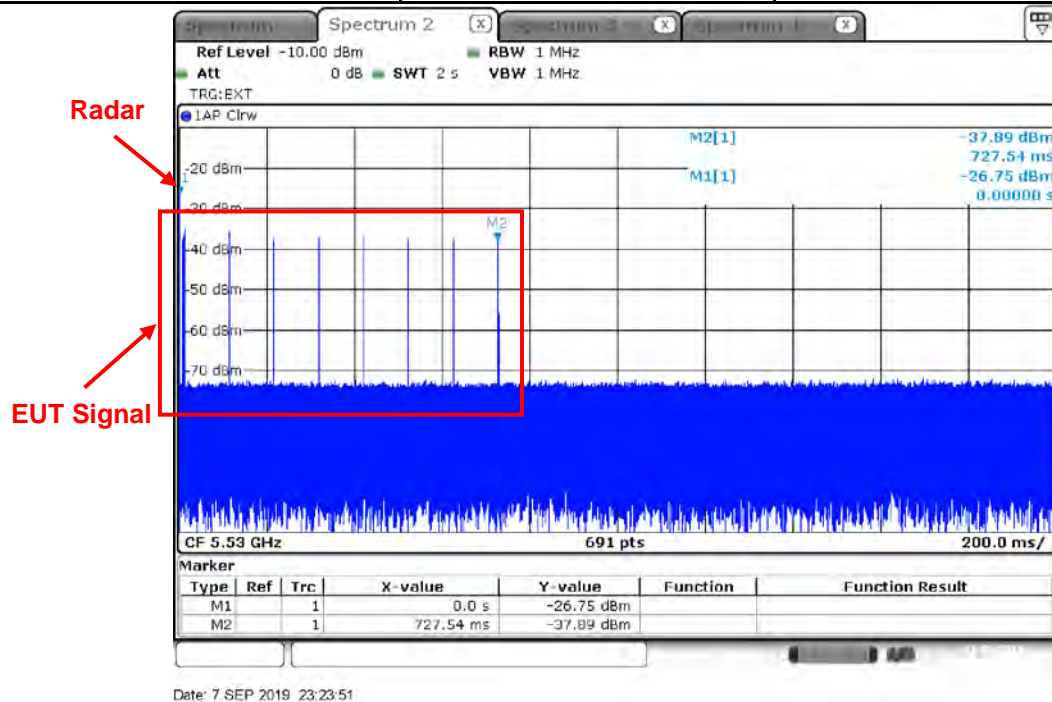 Spectrum 2 X X X
Ref Level -10.00 dBm RBW 1 MHz
Att 0 dB SWT 2 s VBW 1 MHz
TRG:EXT
1AP Clrw
Radar
M2[1] -37.89 dBm
727.54 ms
-20 dBm
M1[1] -26.75 dBm
0.00000 s
1
-30 dBm
M2
-40 dBm
-50 dBm
-60 dBm
-70 dBm
EUT Signal
CF 5.53 GHz 691 pts 200.0 ms/
Marker
Type Ref Trc X-value Y-value Function Function Result
M1 1 0.0 s -26.75 dBm
M2 1 727.54 ms -37.89 dBm
Date: 7 SEP 2019 23:23:51